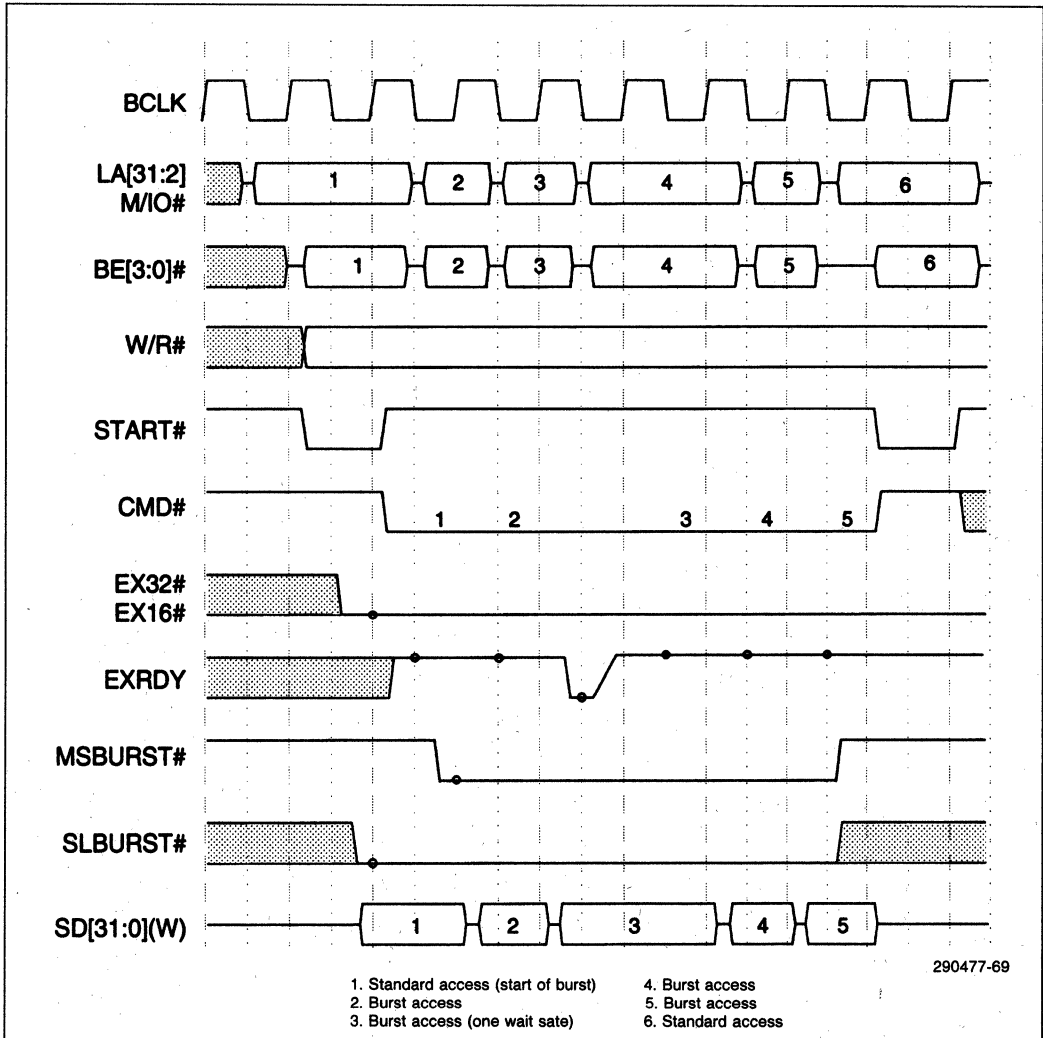 BCLK
LA[31:2]
M/IO#
1 2 3 4 5 6
BE[3:0]#
1 2 3 4 5 6
W/R#
START#
CMD#
1 2 3 4 5
EX32#
EX16#
EXRDY
MSBURST#
SLBURST#
SD[31:0](W)
1 2 3 4 5
290477-69
1. Standard access (start of burst)
2. Burst access
3. Burst access (one wait sate)
4. Burst access
5. Burst access
6. Standard access